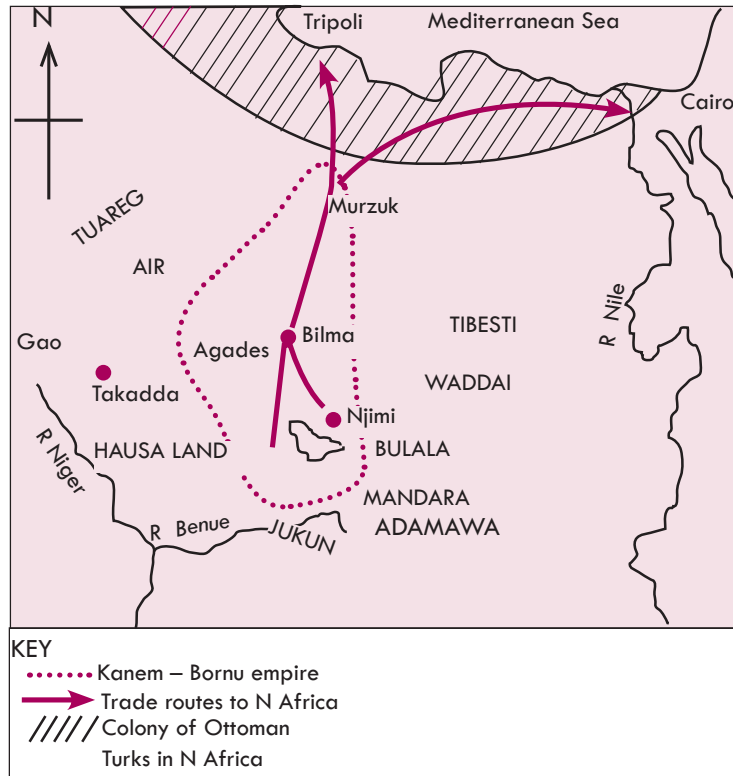 N
Tripoli
Mediterranean Sea
Cairo
Murzuk
TUAREG
AIR
R Nile
TIBESTI
Gao
Agades
Bilma
Takadda
WADDAI
Njimi
R Niger
HAUSA LAND
BULALA
MANDARA
R Benue
JUKUN
ADAMAWA
KEY
Kanem – Bornu empire
Trade routes to N Africa
Colony of Ottoman
Turks in N Africa